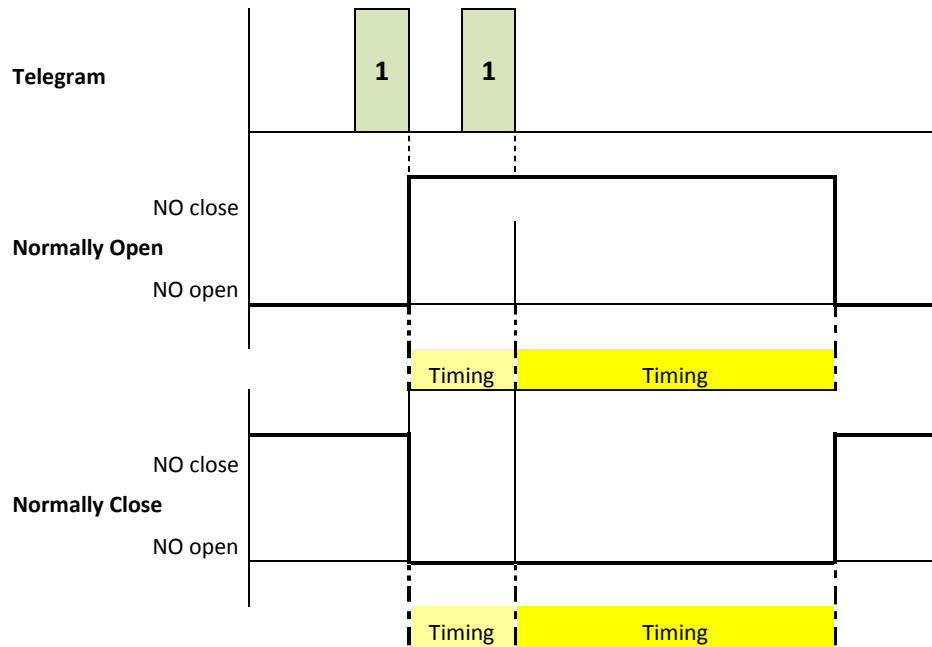 1 1
Telegram
NO close
Normally Open
NO open
Timing Timing
NO close
Normally Close
NO open
Timing Timing